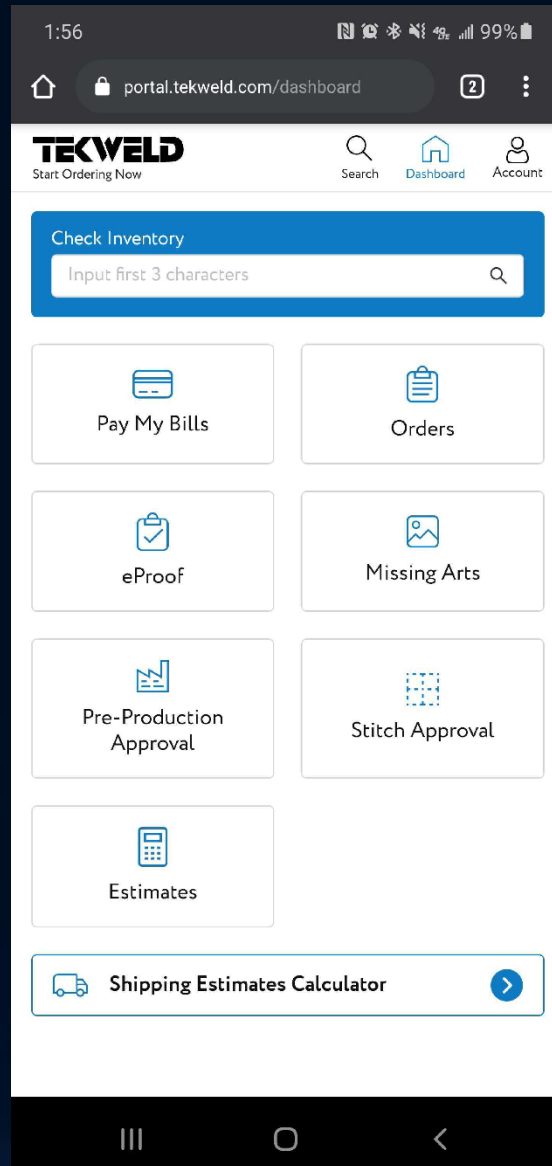 1:56
99%
portal.tekweld.com/dashboard
2
TEKWELD
Start Ordering Now
Search
Dashboard
Account
Check Inventory
Input first 3 characters
Pay My Bills
Orders
eProof
Missing Arts
Pre-Production
Approval
Stitch Approval
Estimates
Shipping Estimates Calculator